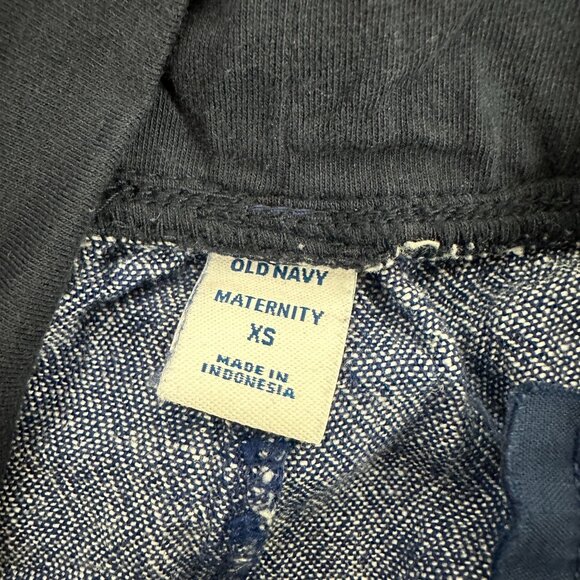 OLD NAVY
MATERNITY
XS
MADE IN
INDONESIA